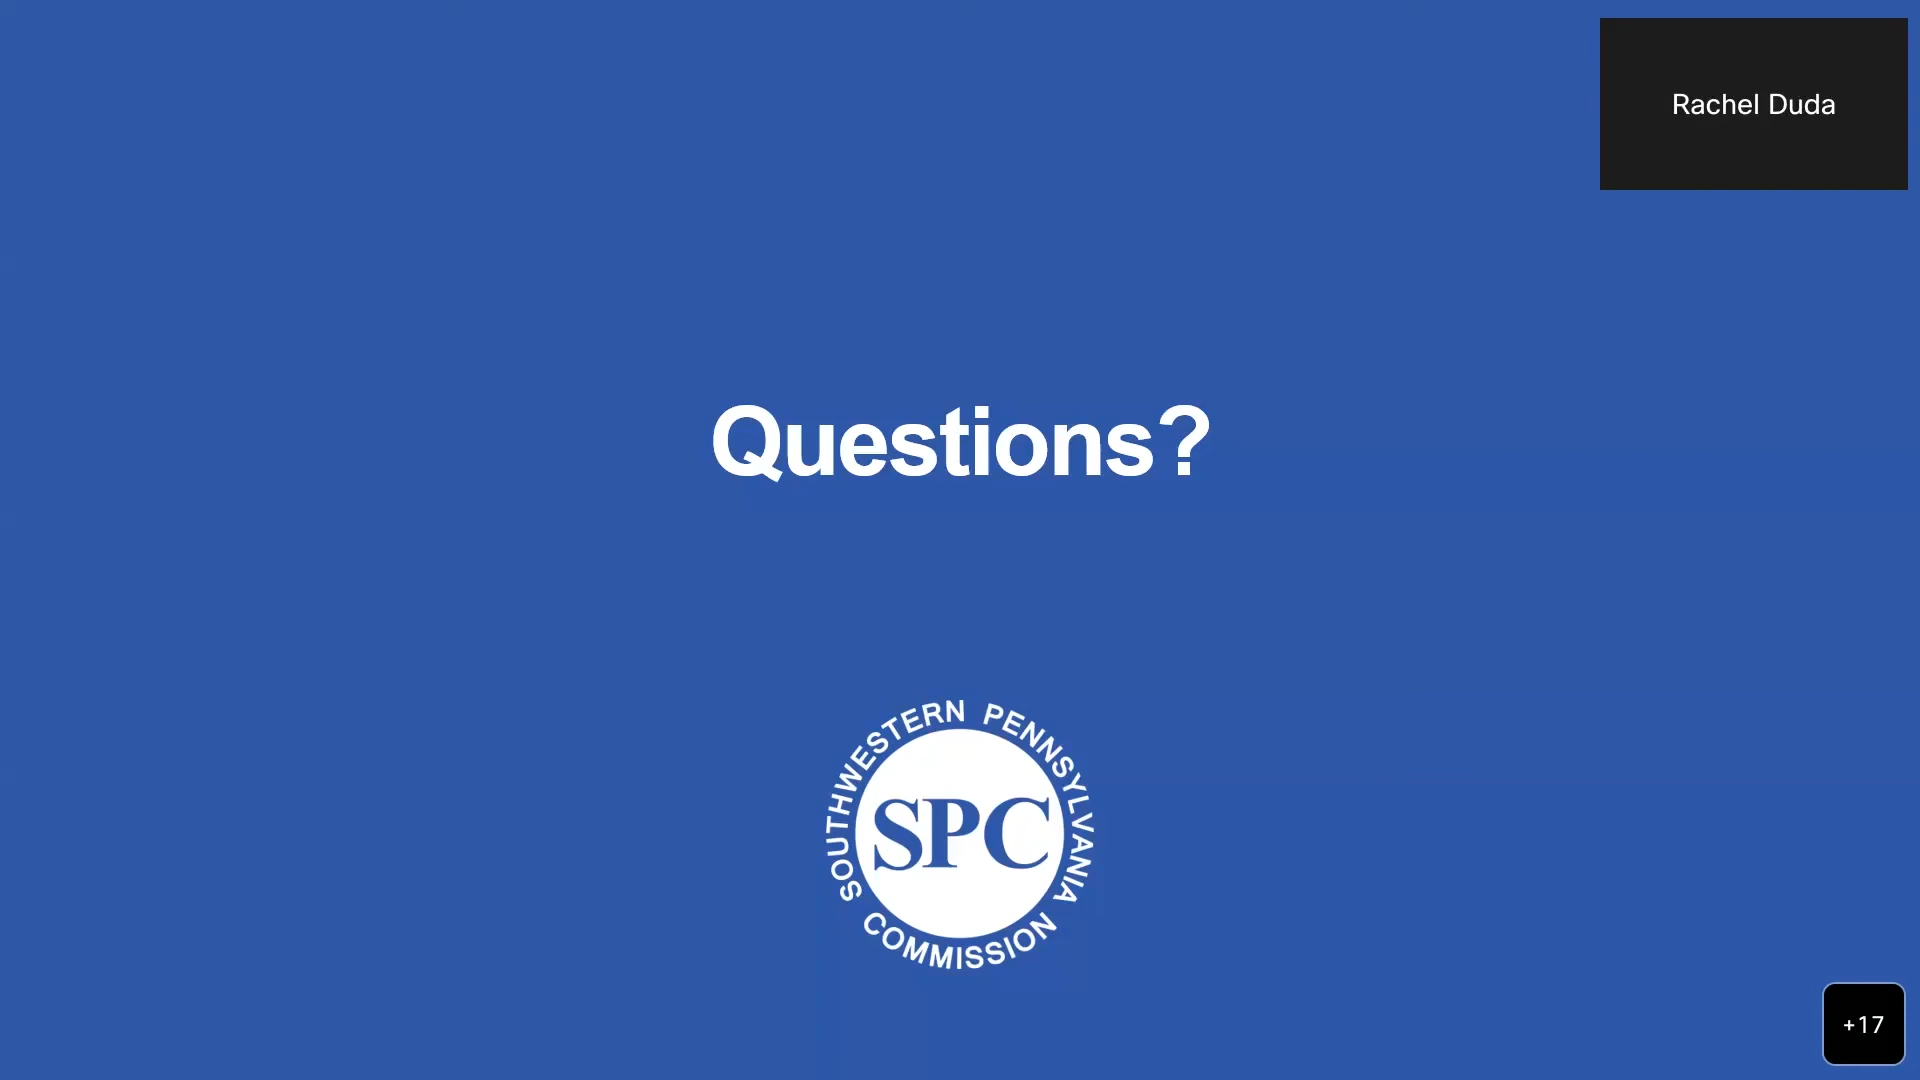 Rachel Duda
Questions?
SOUTHWESTERN PENNSYLVANIA
SPC
COMMISSION
+17